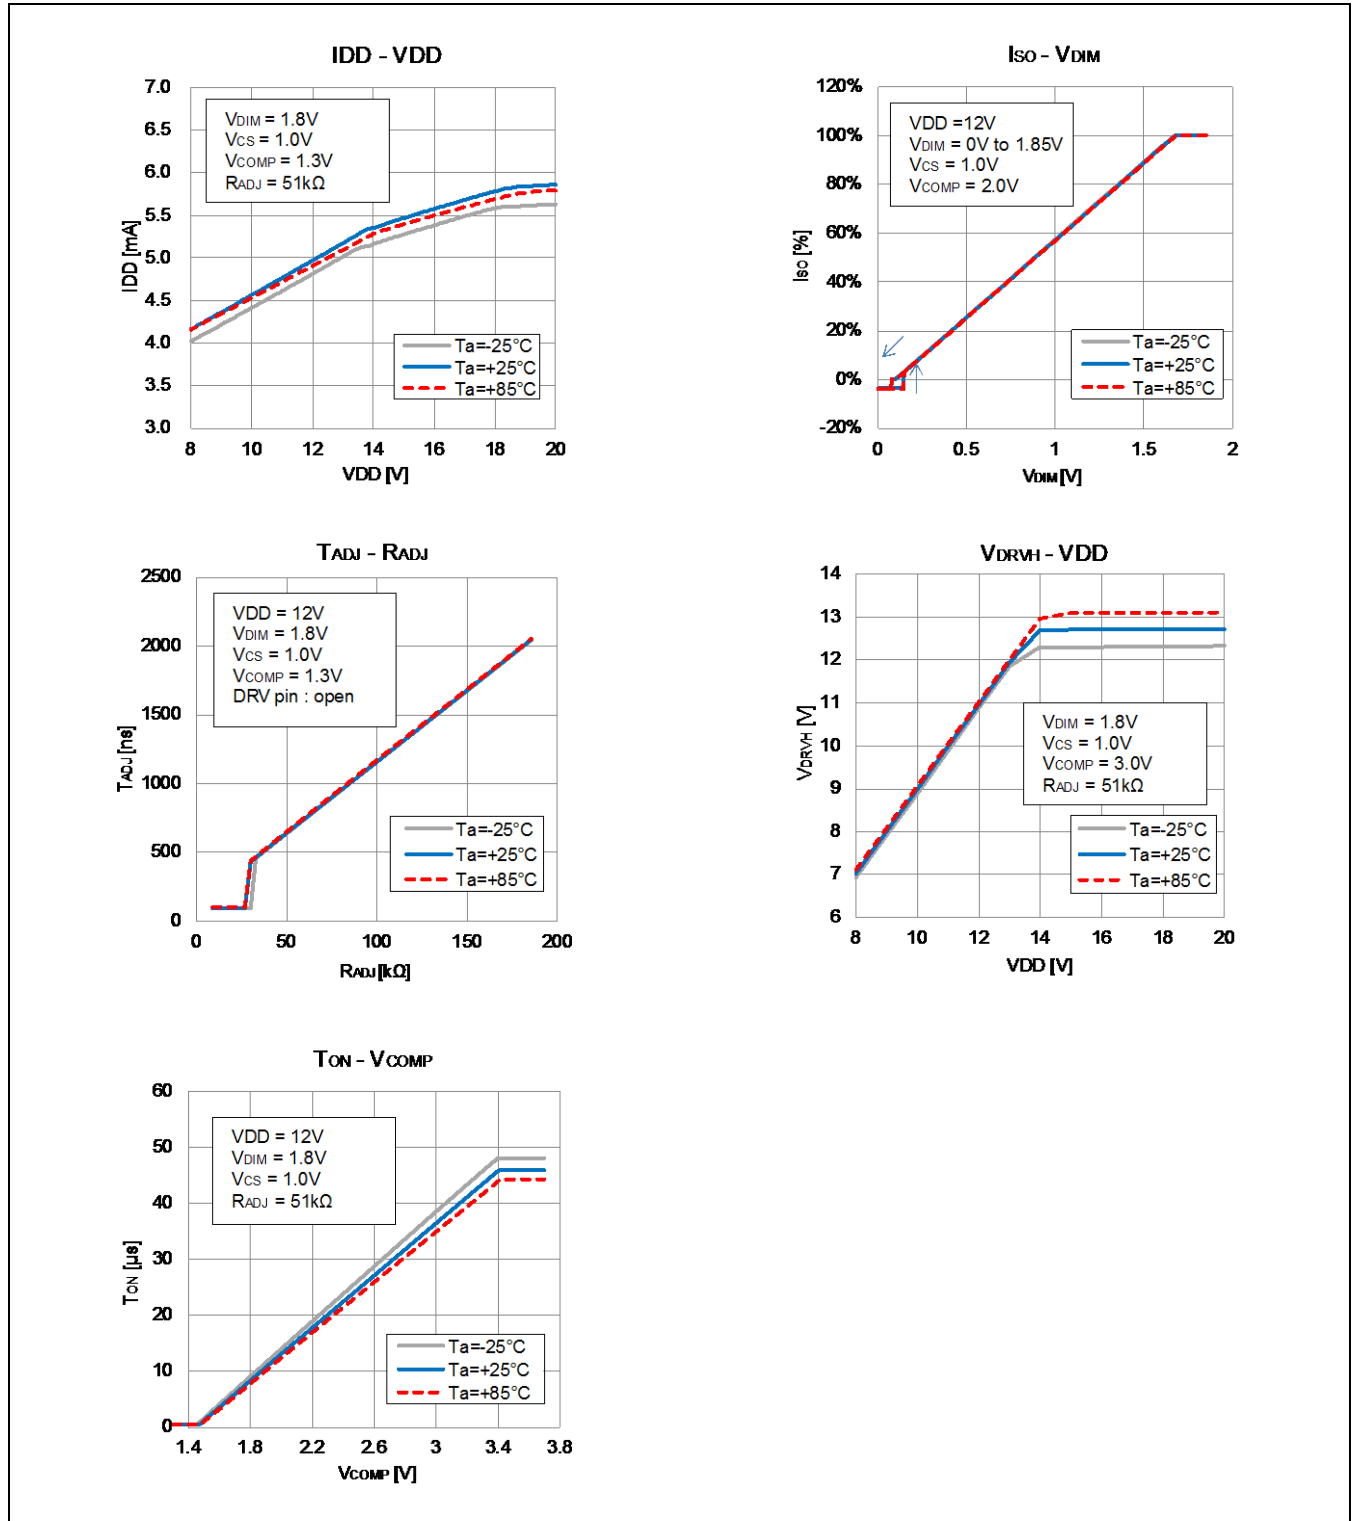 IDD - VDD
7.0
6.5
6.0
5.5
5.0
4.5
4.0
3.5
3.0
IDD [mA]
VDIM = 1.8V
VCS = 1.0V
VCOMP = 1.3V
RADJ = 51kΩ
Ta=-25°C
Ta=+25°C
Ta=+85°C
8 10 12 14 16 18 20
VDD [V]
ISO - VDIM
120%
100%
80%
60%
40%
20%
0%
-20%
ISO [%]
VDD =12V
VDIM = 0V to 1.85V
VCS = 1.0V
VCOMP = 2.0V
Ta=-25°C
Ta=+25°C
Ta=+85°C
0 0.5 1 1.5 2
VDIM [V]
TADJ - RADJ
2500
2000
1500
1000
500
0
TADJ [ns]
VDD = 12V
VDIM = 1.8V
VCS = 1.0V
VCOMP = 1.3V
DRV pin : open
Ta=-25°C
Ta=+25°C
Ta=+85°C
0 50 100 150 200
RADJ [kΩ]
VDRVH - VDD
14
13
12
11
10
9
8
7
6
VDRVH [V]
VDIM = 1.8V
VCS = 1.0V
VCOMP = 3.0V
RADJ = 51kΩ
Ta=-25°C
Ta=+25°C
Ta=+85°C
8 10 12 14 16 18 20
VDD [V]
TON - VCOMP
60
50
40
30
20
10
0
TON [µs]
VDD = 12V
VDIM = 1.8V
VCS = 1.0V
RADJ = 51kΩ
Ta=-25°C
Ta=+25°C
Ta=+85°C
1.4 1.8 2.2 2.6 3 3.4 3.8
VCOMP [V]